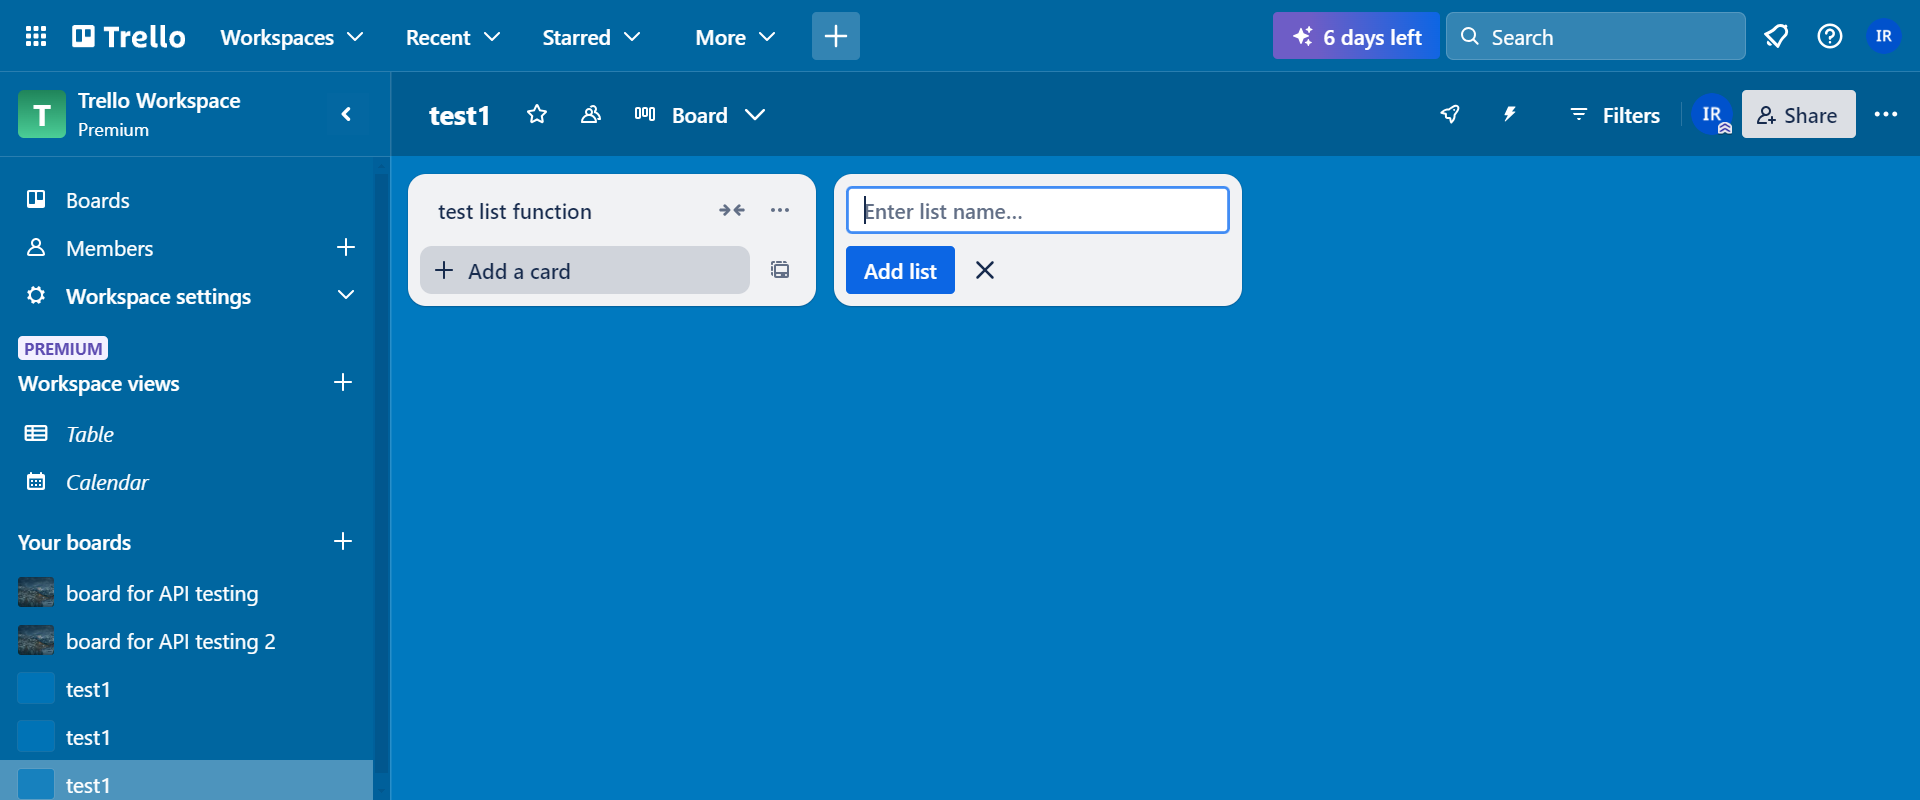 Trello
Workspaces
Recent
Starred
More
6 days left
Search
IR
T
Trello Workspace
Premium
test1
Board
Filters
IR
Share
Boards
Members
Workspace settings
PREMIUM
Workspace views
Table
Calendar
Your boards
board for API testing
board for API testing 2
test1
test1
test1
test list function
Add a card
Enter list name…
Add list